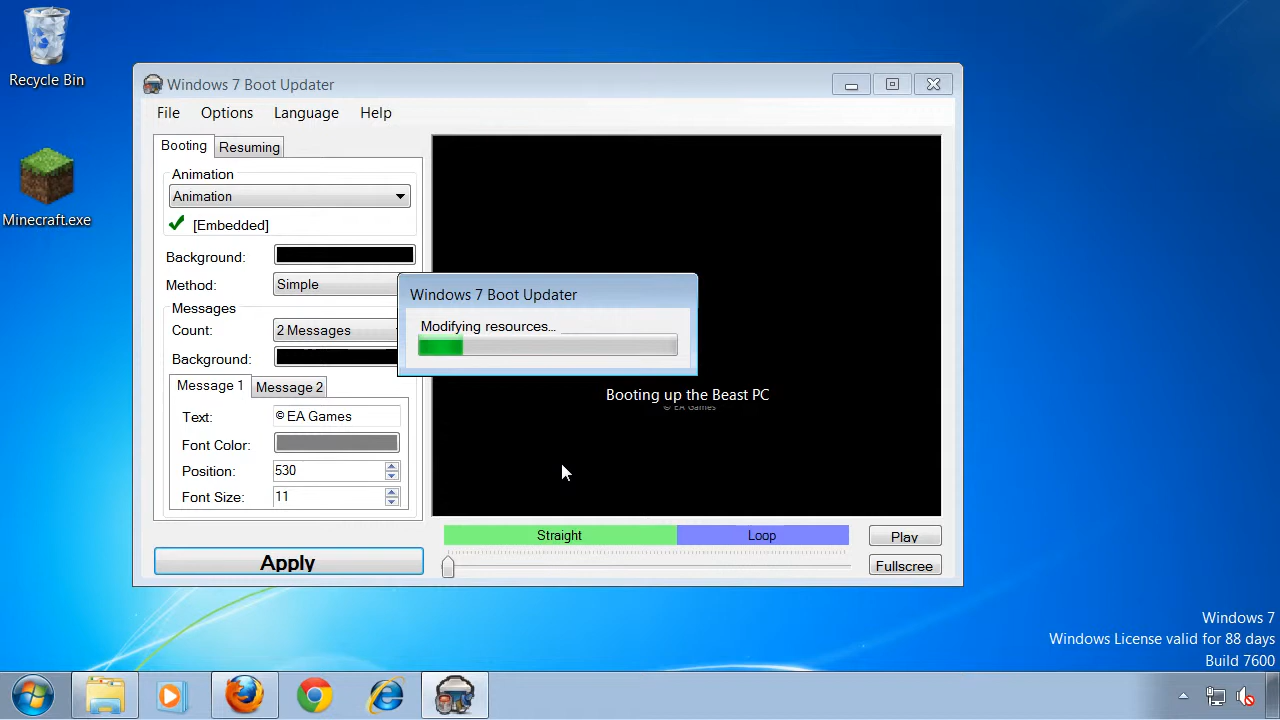 Recycle Bin
Minecraft.exe
Windows 7 Boot Updater
File Options Language Help
Booting Resuming
Animation
Animation
[Embedded]
Background:
Method: Simple
Messages
Count: 2 Messages
Background:
Message 1 Message 2
Text: © EA Games
Font Color:
Position: 530
Font Size: 11
Apply
Windows 7 Boot Updater
Modifying resources...
Booting up the Beast PC
© EA Games
Straight Loop
Play
Fullscree
Windows 7
Windows License valid for 88 days
Build 7600